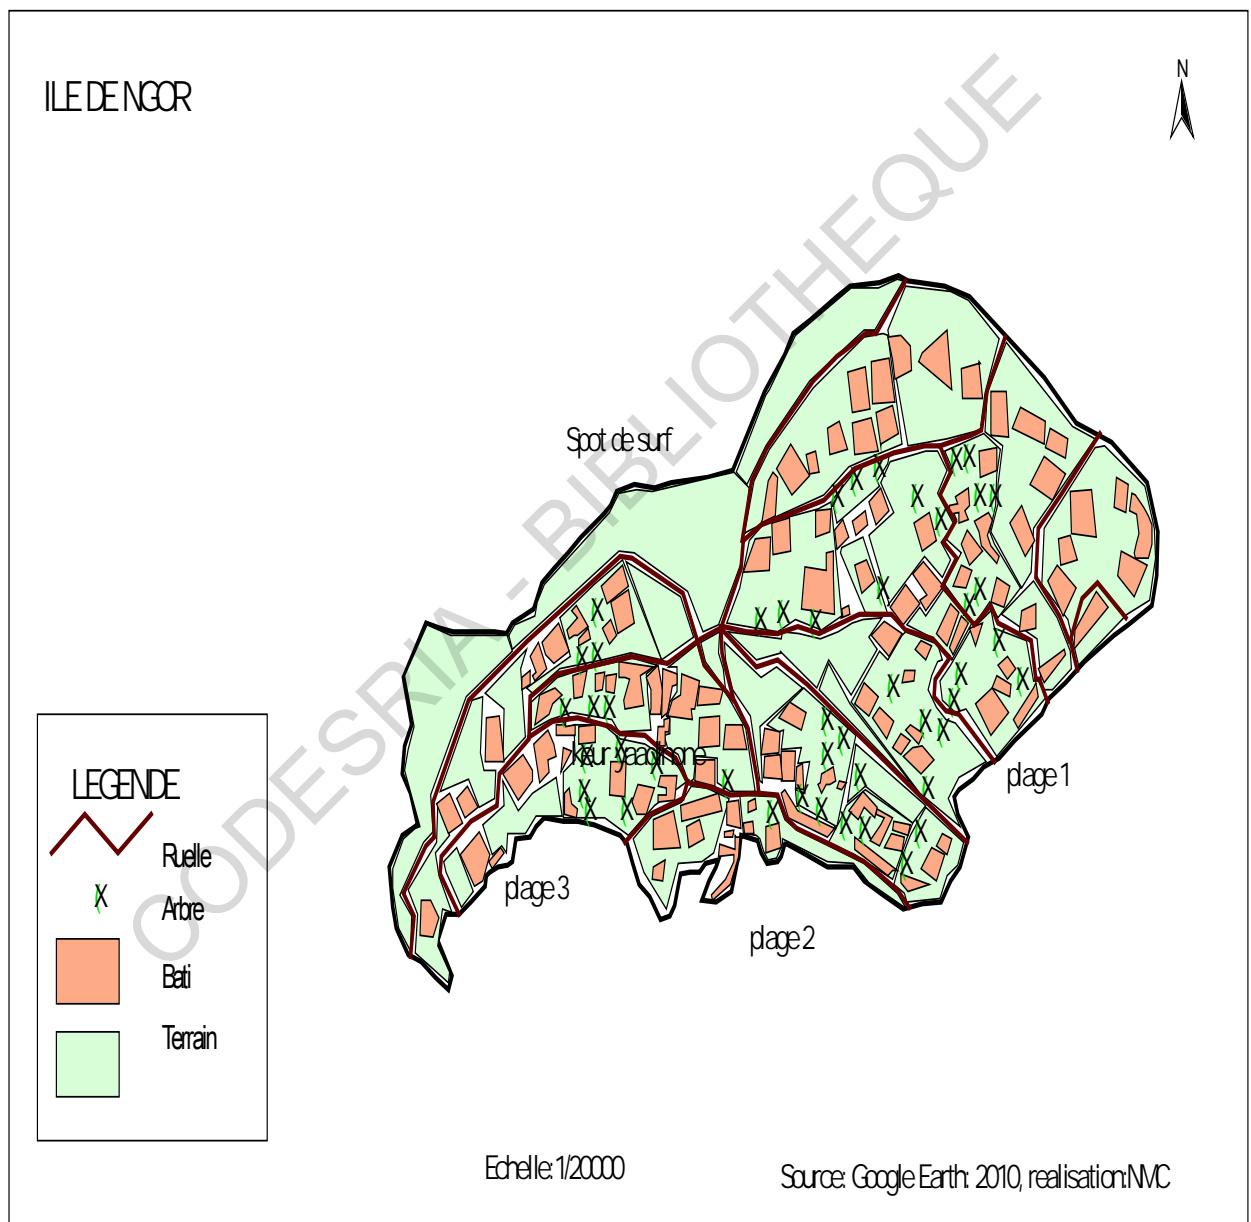 ILE DE NGOR
N
CODESRIA - BIBLIOTHEQUE
Spot de surf
plage 1
plage 3
plage 2
LEGENDE
Ruelle
Arbre
Bati
Terrain
Echelle: 1/20000
Source: Google Earth: 2010, realisation:NMC